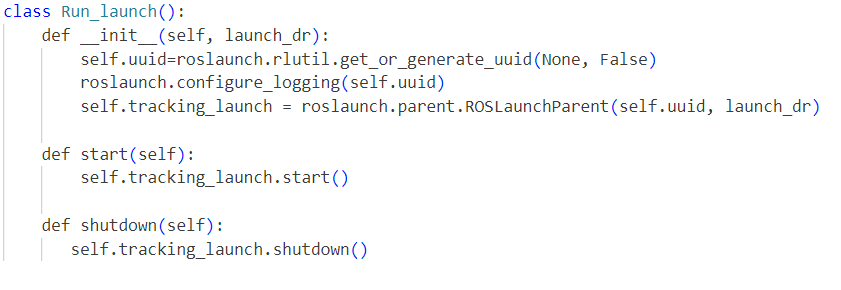 class Run_launch():
    def __init__(self, launch_dr):
        self.uuid=roslaunch.rlutil.get_or_generate_uuid(None, False)
        roslaunch.configure_logging(self.uuid)
        self.tracking_launch = roslaunch.parent.ROSLaunchParent(self.uuid, launch_dr)

    def start(self):
        self.tracking_launch.start()

    def shutdown(self):
       self.tracking_launch.shutdown()